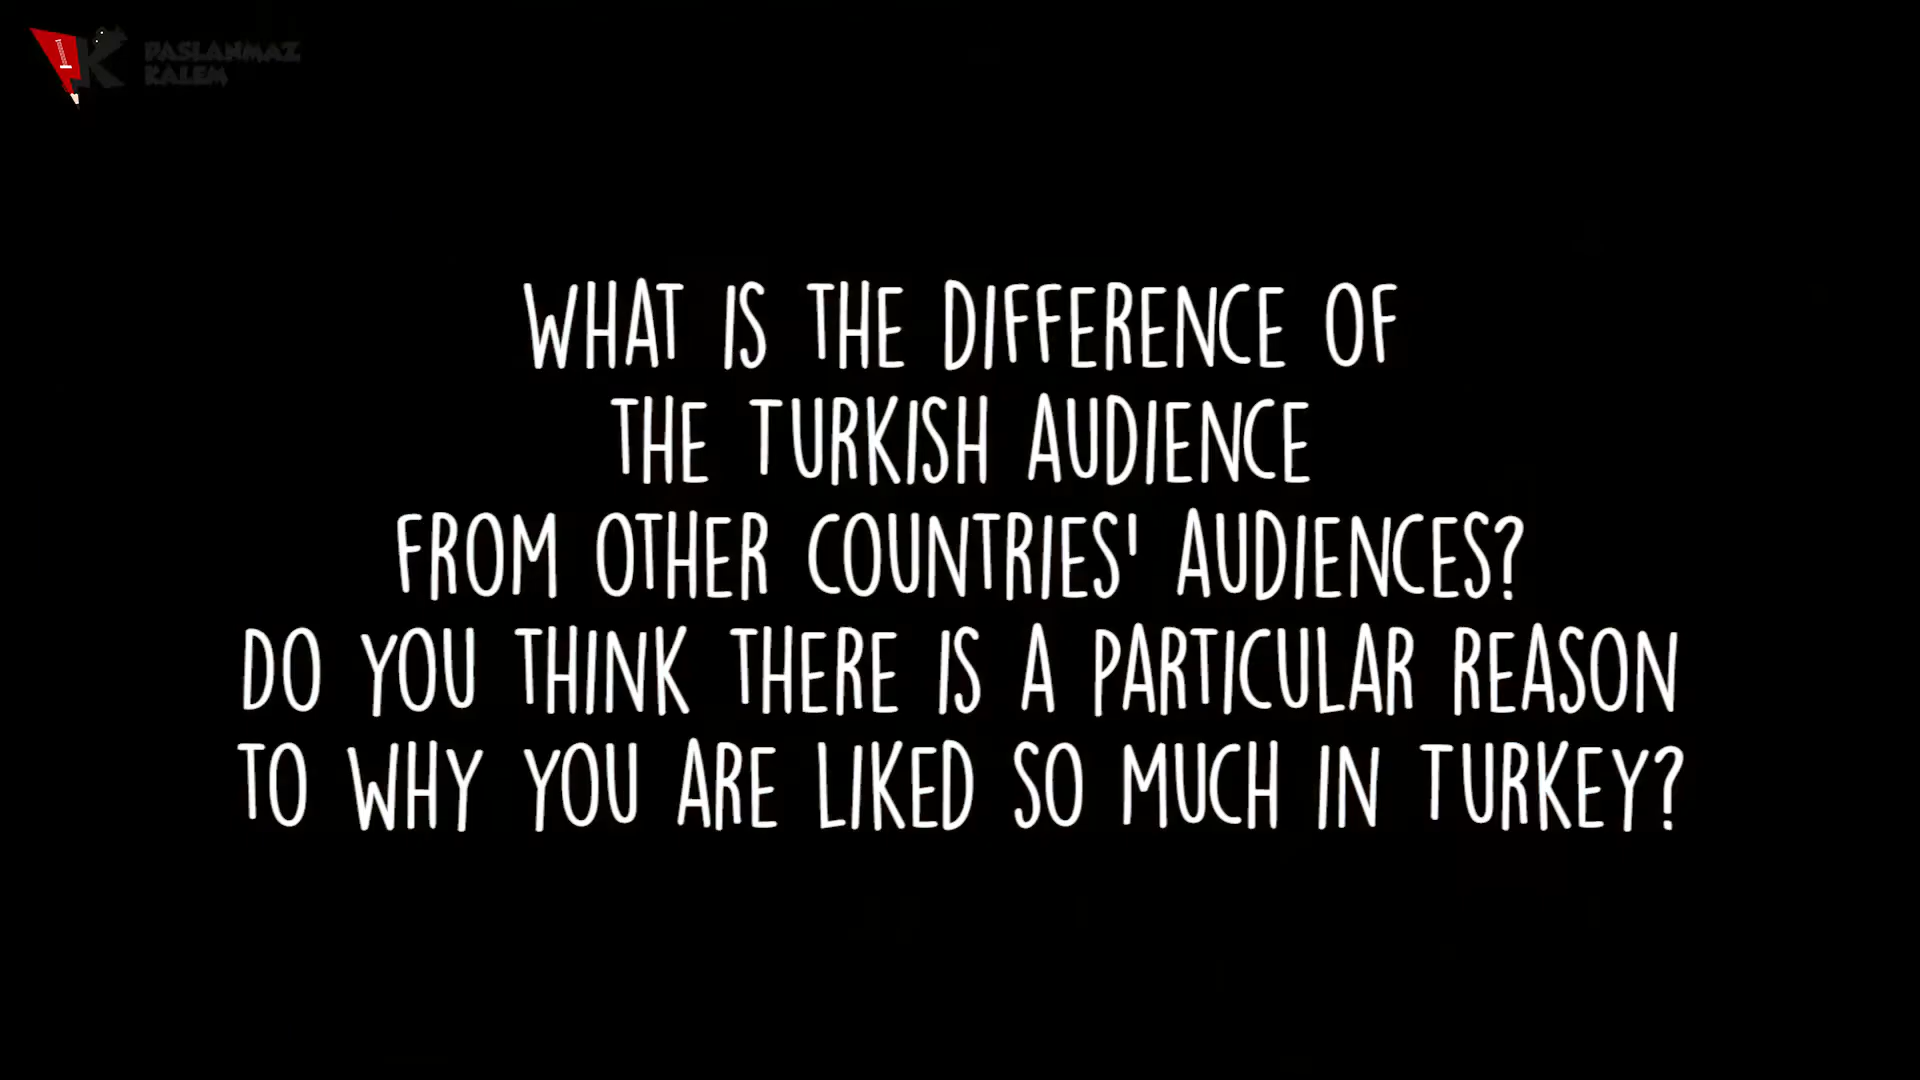 PASLANMAZ
KALEM
WHAT IS THE DIFFERENCE OF
THE TURKISH AUDIENCE
FROM OTHER COUNTRIES' AUDIENCES?
DO YOU THINK THERE IS A PARTICULAR REASON
TO WHY YOU ARE LIKED SO MUCH IN TURKEY?